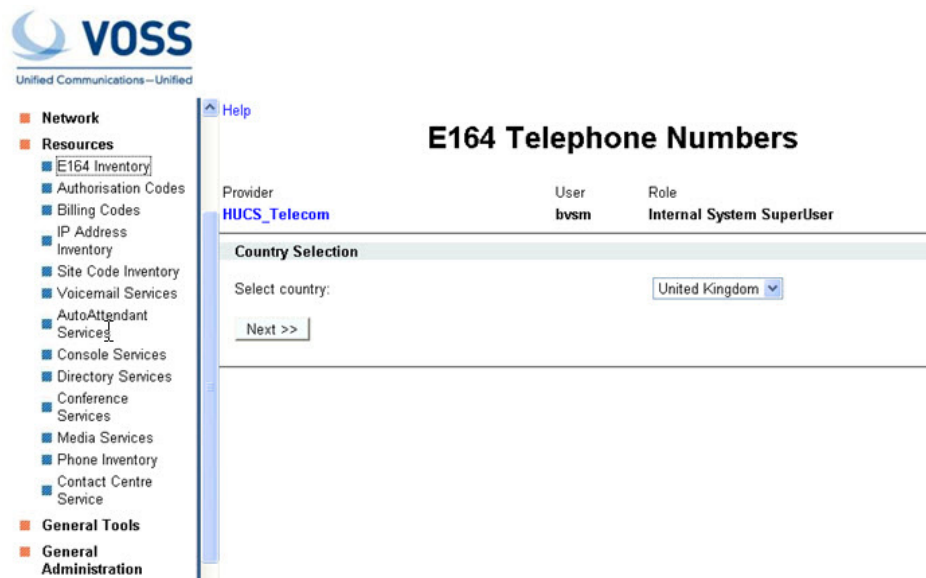 VOSS
Unified Communications—Unified
Network
Resources
E164 Inventory
Authorisation Codes
Billing Codes
IP Address
Inventory
Site Code Inventory
Voicemail Services
AutoAttendant
Services
Console Services
Directory Services
Conference
Services
Media Services
Phone Inventory
Contact Centre
Service
General Tools
General
Administration
Help
E164 Telephone Numbers
Provider User Role
HUCS_Telecom bvsm Internal System SuperUser
Country Selection
Select country: United Kingdom
Next >>